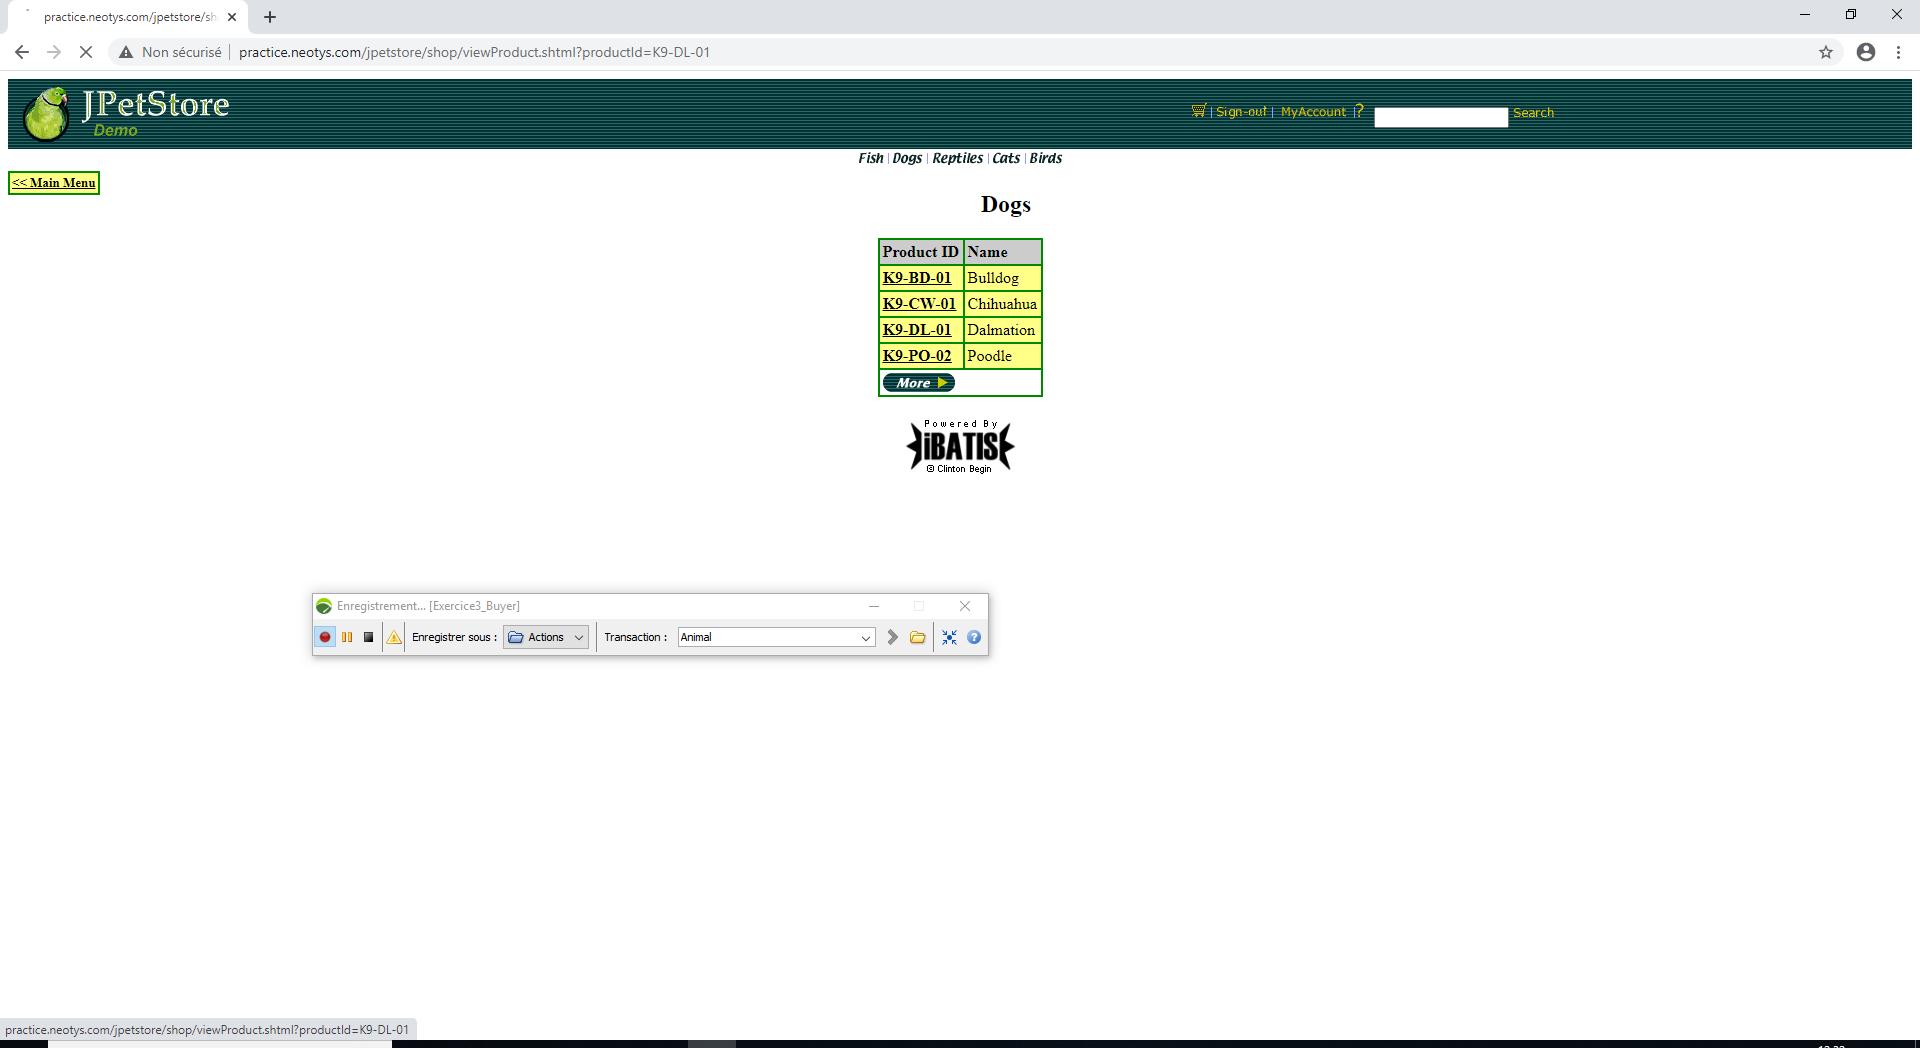 practice.neotys.com/jpetstore/sh
Non sécurisé practice.neotys.com/jpetstore/shop/viewProduct.shtml?productId=K9-DL-01
JPetStore
Demo
| Sign-out | MyAccount | ? Search
Fish | Dogs | Reptiles | Cats | Birds
<< Main Menu
Dogs
Product ID Name
K9-BD-01 Bulldog
K9-CW-01 Chihuahua
K9-DL-01 Dalmation
K9-PO-02 Poodle
More
Powered By
iBATIS
© Clinton Begin
Enregistrement... [Exercice3_Buyer]
Enregistrer sous : Actions Transaction : Animal
practice.neotys.com/jpetstore/shop/viewProduct.shtml?productId=K9-DL-01